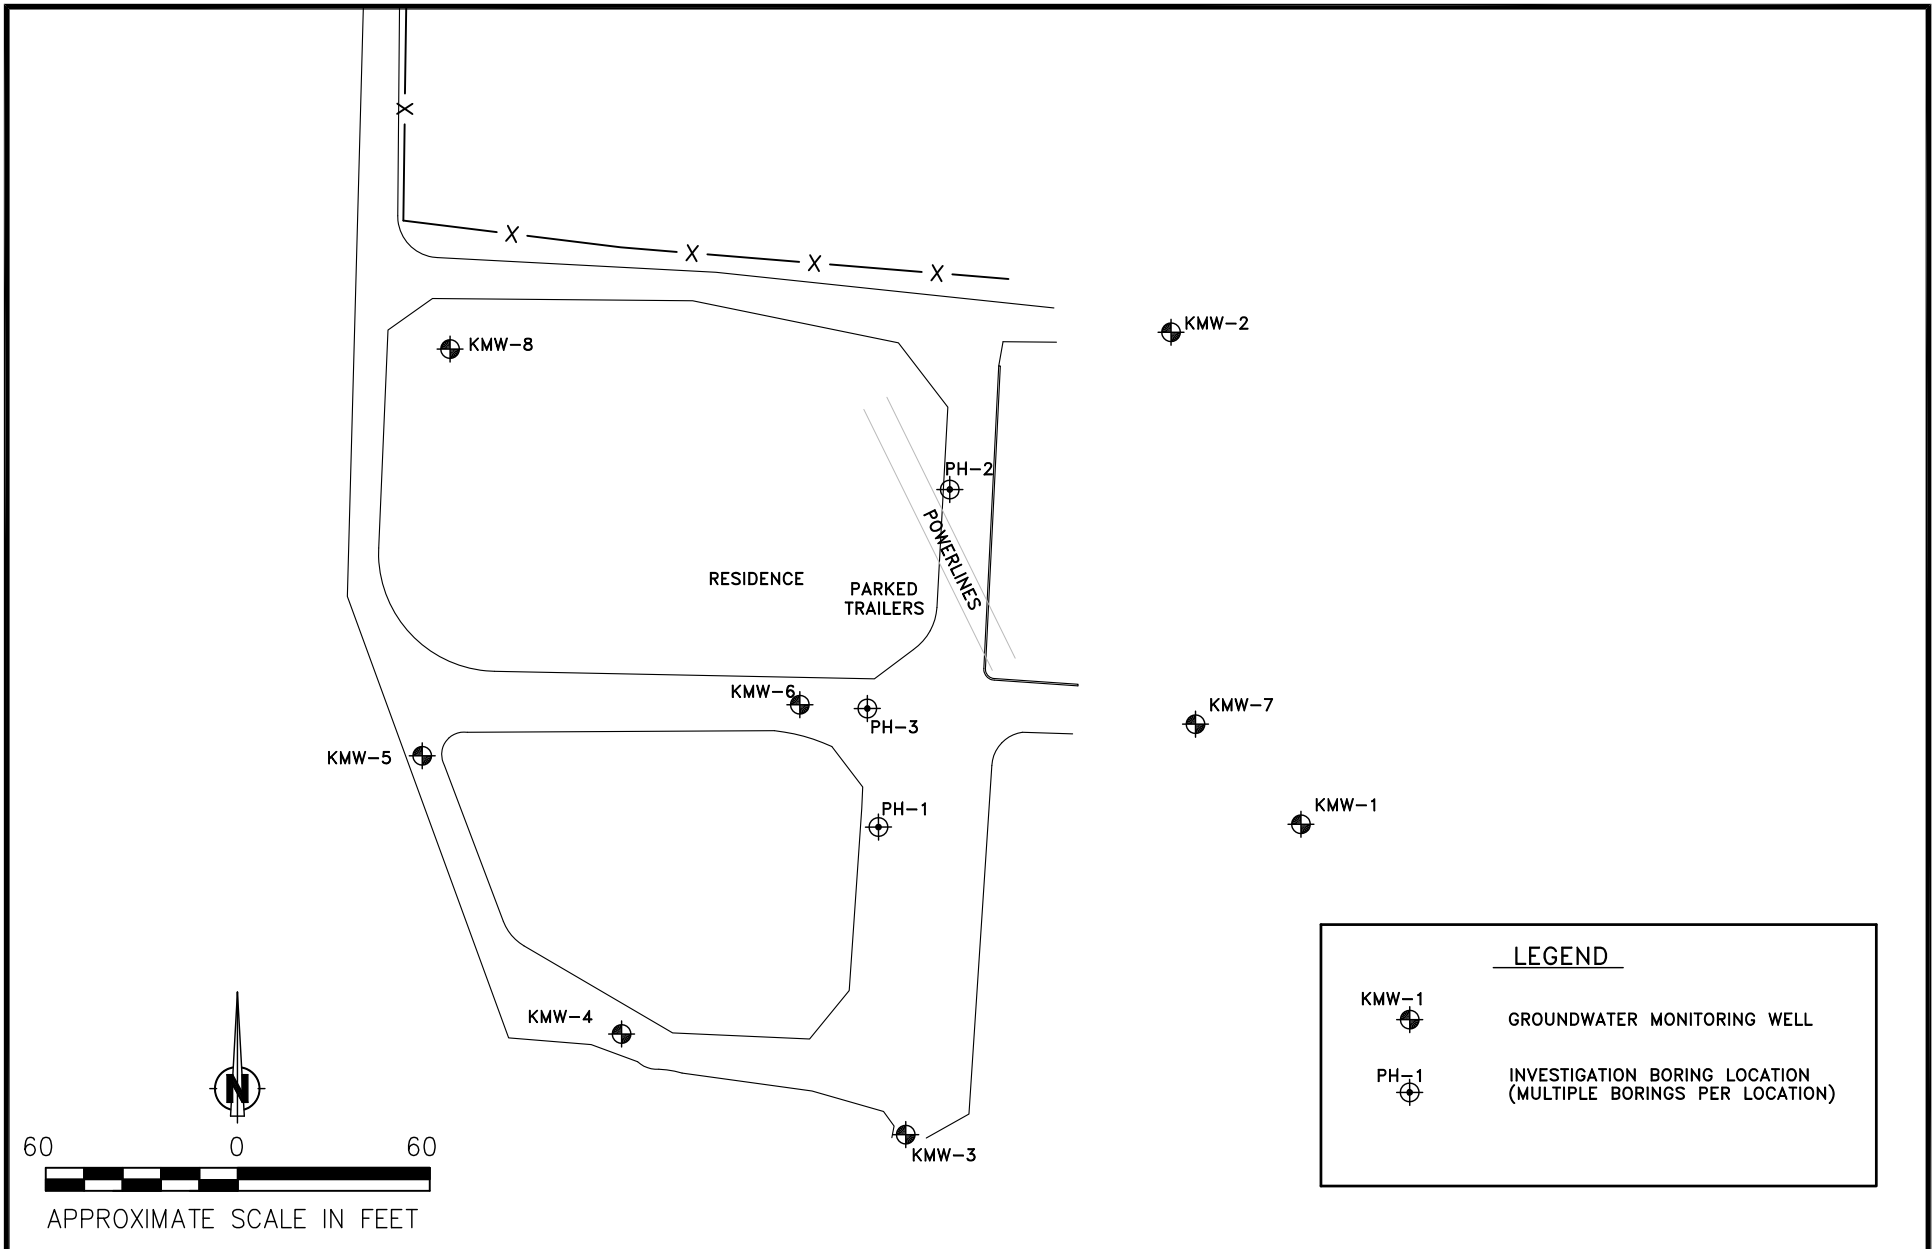 X
X
X
X
X
KMW-2
KMW-8
PH-2
POWERLINES
RESIDENCE
PARKED
TRAILERS
KMW-6
PH-3
KMW-7
KMW-5
PH-1
KMW-1
LEGEND
KMW-1
GROUNDWATER MONITORING WELL
PH-1
INVESTIGATION BORING LOCATION
(MULTIPLE BORINGS PER LOCATION)
KMW-4
KMW-3
N
60 0 60
APPROXIMATE SCALE IN FEET